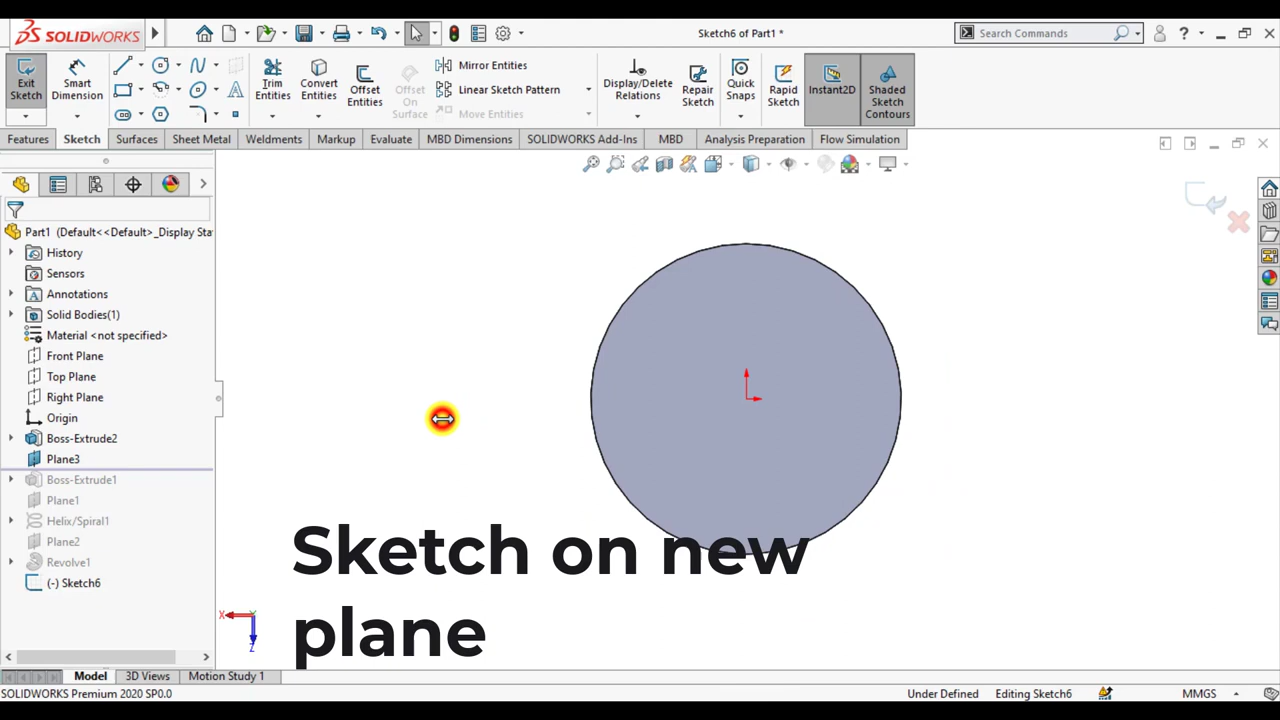 SOLIDWORKS
Sketch6 of Part1 *
Search Commands
?
Exit Sketch
Smart Dimension
Trim Entities
Convert Entities
Offset Entities
Offset On Surface
Mirror Entities
Linear Sketch Pattern
Move Entities
Display/Delete Relations
Repair Sketch
Quick Snaps
Rapid Sketch
Instant2D
Shaded Sketch Contours
Features Sketch Surfaces Sheet Metal Weldments Markup Evaluate MBD Dimensions SOLIDWORKS Add-Ins MBD Analysis Preparation Flow Simulation
Part1 (Default<<Default>_Display Sta
History
Sensors
Annotations
Solid Bodies(1)
Material <not specified>
Front Plane
Top Plane
Right Plane
Origin
Boss-Extrude2
Plane3
Boss-Extrude1
Plane1
Helix/Spiral1
Plane2
Revolve1
(-) Sketch6
X
Y
Z
Sketch on new
plane
Model 3D Views Motion Study 1
SOLIDWORKS Premium 2020 SP0.0
Under Defined Editing Sketch6 MMGS